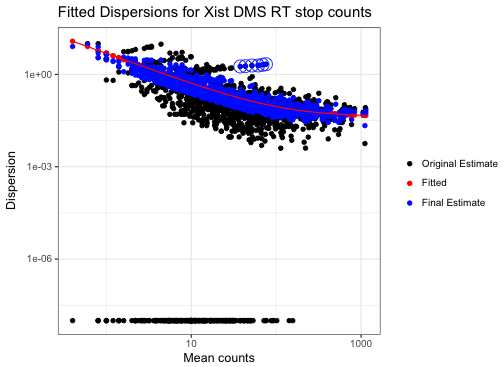 Fitted Dispersions for Xist DMS RT stop counts
Dispersion
1e+00
1e-03
1e-06
10
1000
Mean counts
Original Estimate
Fitted
Final Estimate